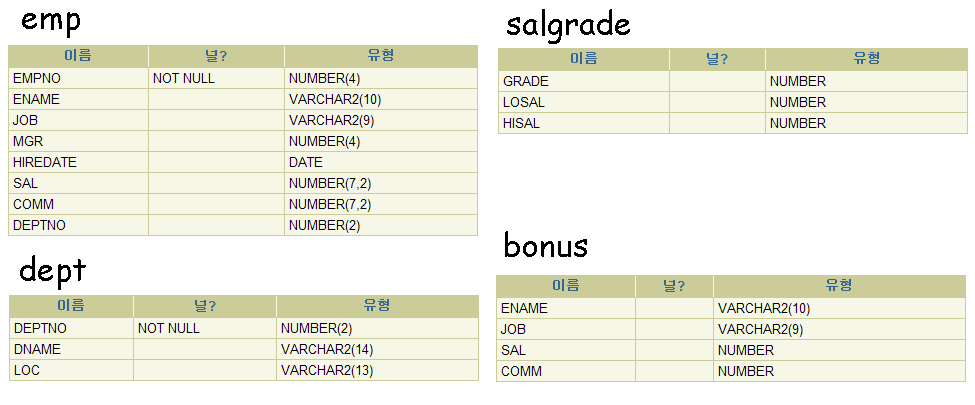 emp
이름 널? 유형
EMPNO NOT NULL NUMBER(4)
ENAME VARCHAR2(10)
JOB VARCHAR2(9)
MGR NUMBER(4)
HIREDATE DATE
SAL NUMBER(7,2)
COMM NUMBER(7,2)
DEPTNO NUMBER(2)
salgrade
이름 널? 유형
GRADE NUMBER
LOSAL NUMBER
HISAL NUMBER
dept
이름 널? 유형
DEPTNO NOT NULL NUMBER(2)
DNAME VARCHAR2(14)
LOC VARCHAR2(13)
bonus
이름 널? 유형
ENAME VARCHAR2(10)
JOB VARCHAR2(9)
SAL NUMBER
COMM NUMBER